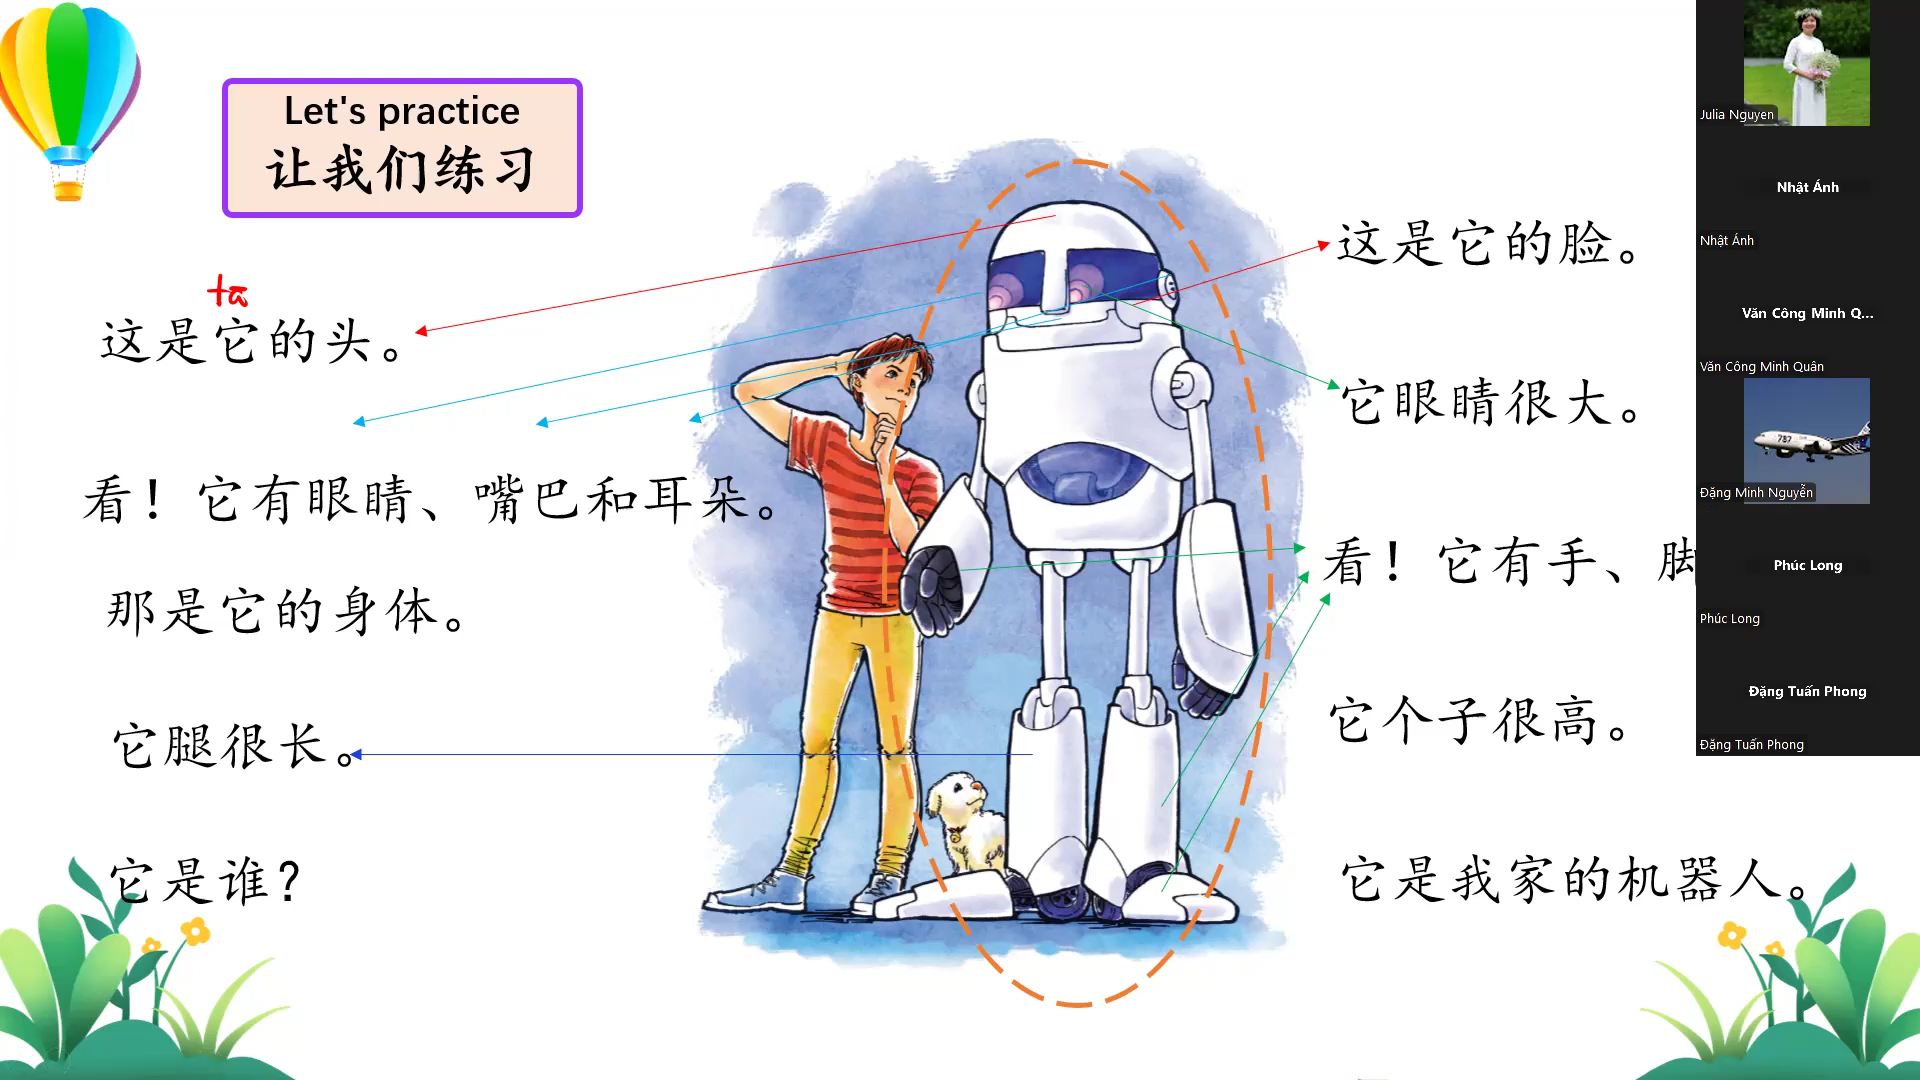 Let's practice
让我们练习
ta
这是它的头。
看！它有眼睛、嘴巴和耳朵。
那是它的身体。
它腿很长。
它是谁？
这是它的脸。
它眼睛很大。
看！它有手、脚
它个子很高。
它是我家的机器人。
787
Julia Nguyen
Nhật Ánh
Nhật Ánh
Văn Công Minh Q...
Văn Công Minh Quân
Đặng Minh Nguyễn
Phúc Long
Phúc Long
Đặng Tuấn Phong
Đặng Tuấn Phong